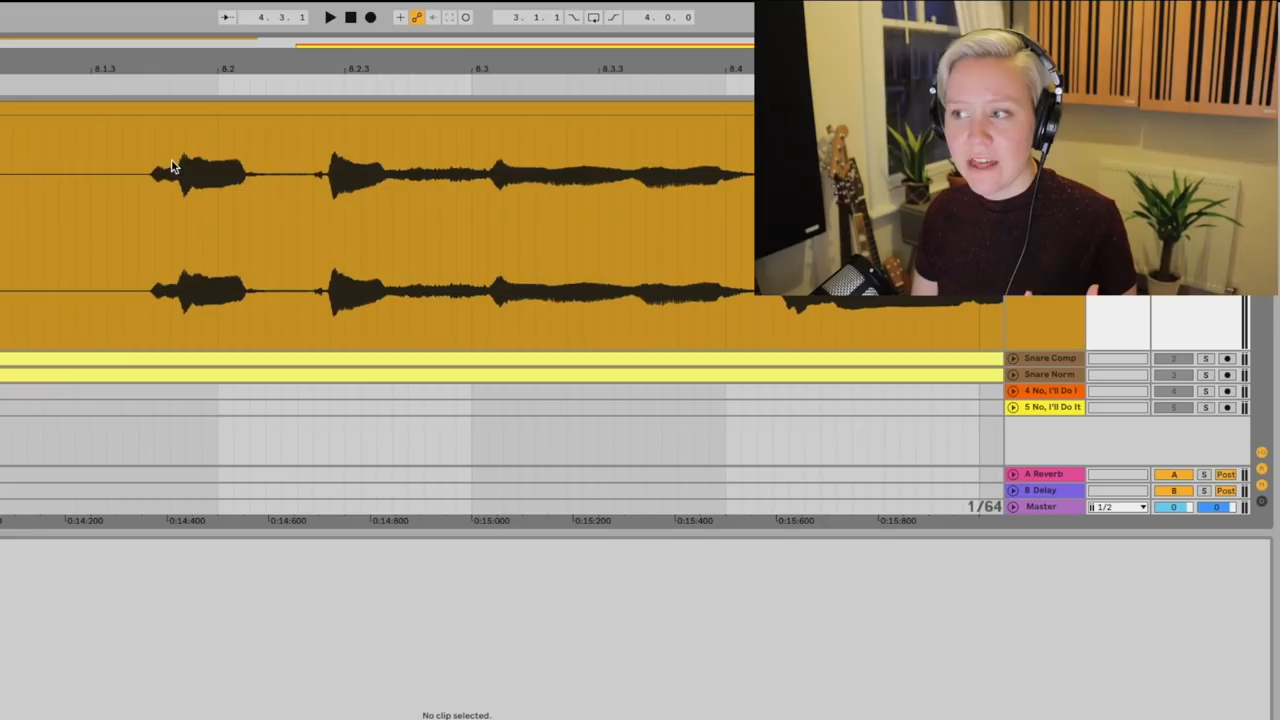 4. 3. 1
3. 1. 1
4. 0. 0
8.1.3
8.2
8.2.3
8.3
8.3.3
8.4
Snare Comp 2 S
Snare Norm 3 S
4 No, I'll Do I 4 S
5 No, I'll Do It 5 S
A Reverb A S Post
B Delay B S Post
1/64 Master 1/2 0 0
0:14:200
0:14:400
0:14:600
0:14:800
0:15:000
0:15:200
0:15:400
0:15:600
0:15:800
No clip selected.